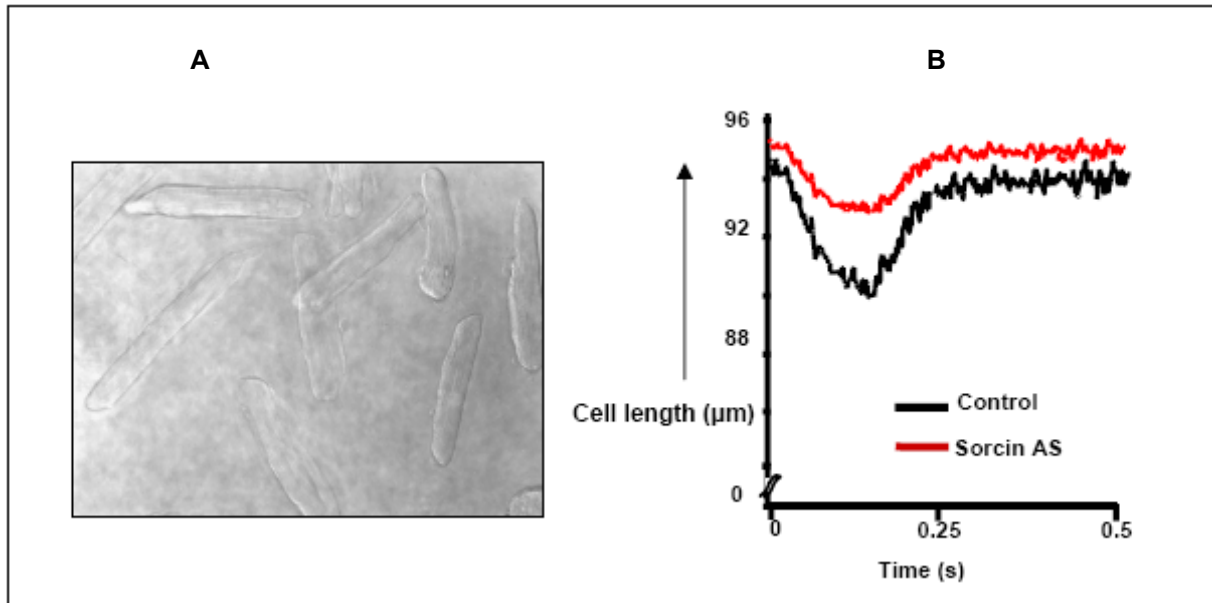 A
B
96
92
88
0
Cell length (µm)
Control
Sorcin AS
0
0.25
0.5
Time (s)